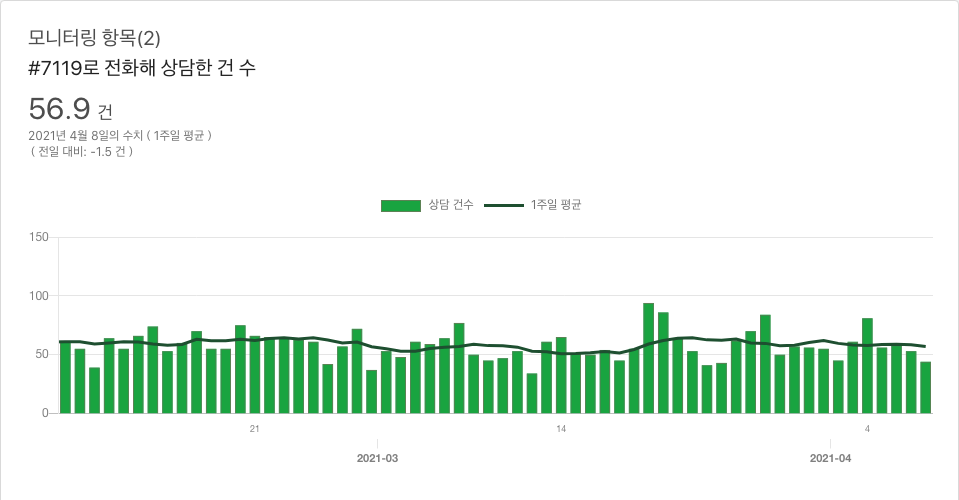 모니터링 항목(2)
#7119로 전화해 상담한 건 수
56.9 건
2021년 4월 8일의 수치 ( 1주일 평균 )
( 전일 대비: -1.5 건 )
상담 건수 1주일 평균
150
100
50
0
21 14 4
2021-03 2021-04